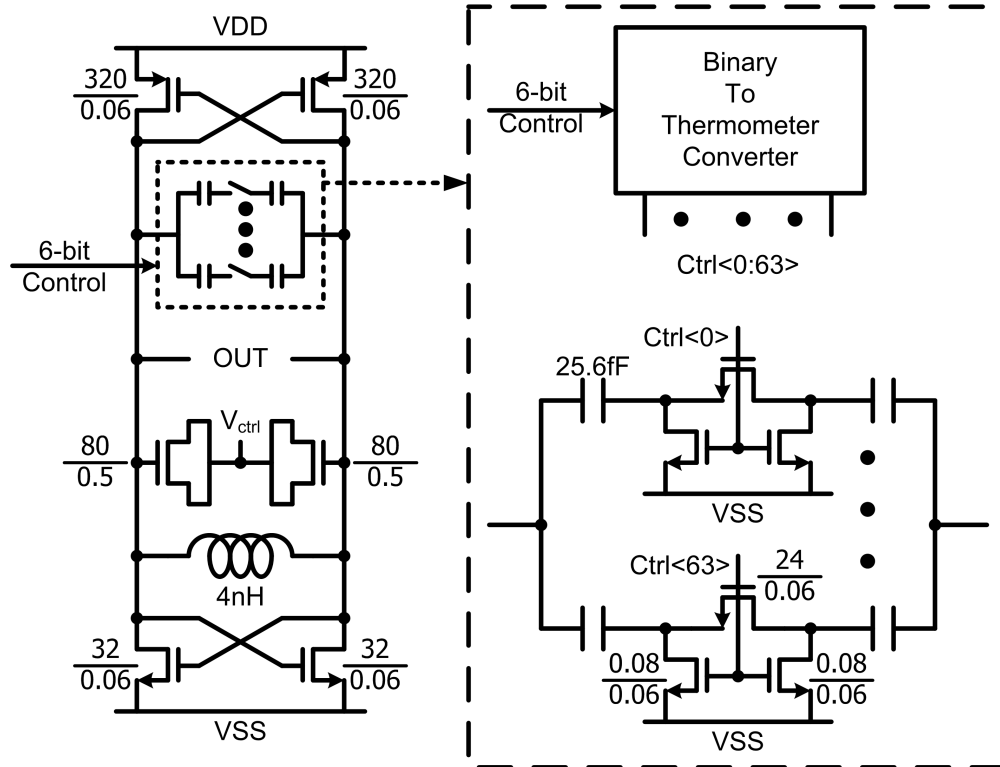 VDD
320
0.06
320
0.06
6-bit
Control
OUT
V_ctrl
80
0.5
80
0.5
4nH
32
0.06
32
0.06
VSS
6-bit
Control
Binary
To
Thermometer
Converter
Ctrl<0:63>
Ctrl<0>
25.6fF
VSS
Ctrl<63>
24
0.06
0.08
0.06
0.08
0.06
VSS